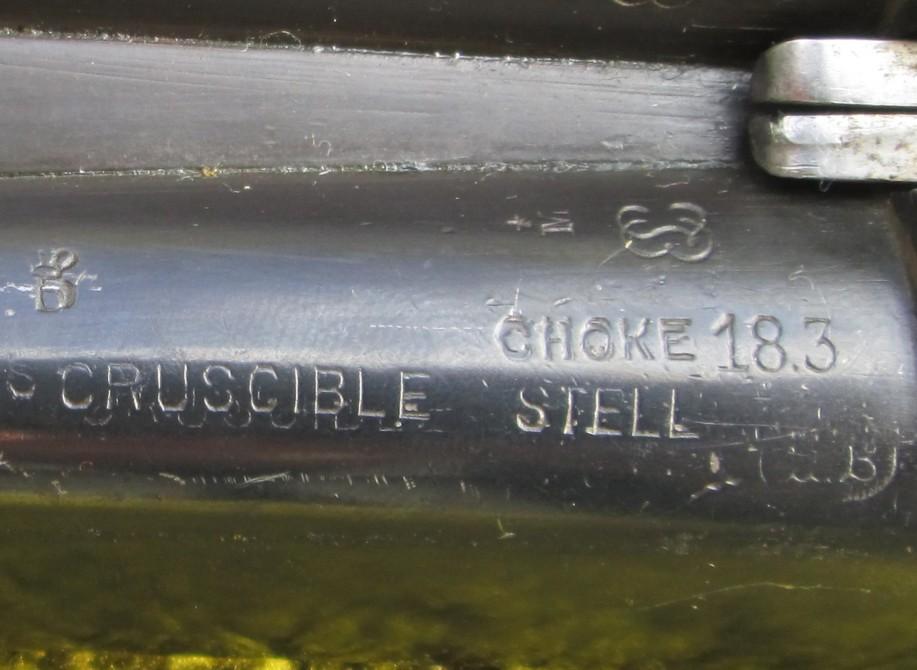 M
CHOKE 18.3
S CRUSCIBLE STELL